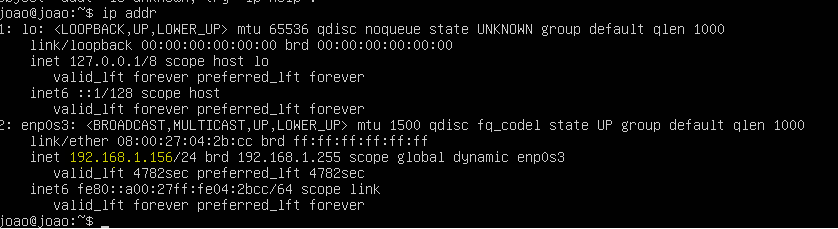 joao@joao:~$ ip addr
1: lo: <LOOPBACK,UP,LOWER_UP> mtu 65536 qdisc noqueue state UNKNOWN group default qlen 1000
    link/loopback 00:00:00:00:00:00 brd 00:00:00:00:00:00
    inet 127.0.0.1/8 scope host lo
       valid_lft forever preferred_lft forever
    inet6 ::1/128 scope host
       valid_lft forever preferred_lft forever
2: enp0s3: <BROADCAST,MULTICAST,UP,LOWER_UP> mtu 1500 qdisc fq_codel state UP group default qlen 1000
    link/ether 08:00:27:04:2b:cc brd ff:ff:ff:ff:ff:ff
    inet 192.168.1.156/24 brd 192.168.1.255 scope global dynamic enp0s3
       valid_lft 4782sec preferred_lft 4782sec
    inet6 fe80::a00:27ff:fe04:2bcc/64 scope link
       valid_lft forever preferred_lft forever
joao@joao:~$ _